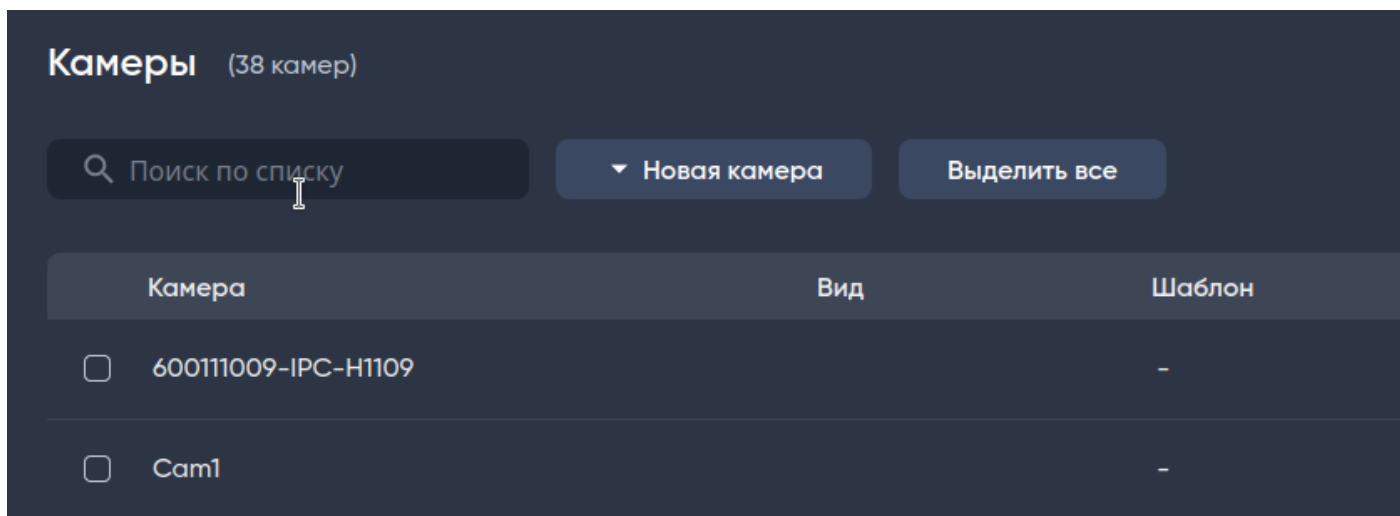 Камеры (38 камер)
Поиск по списку Новая камера Выделить все
Камера Вид Шаблон
600111009-IPC-H1109 -
Cam1 -